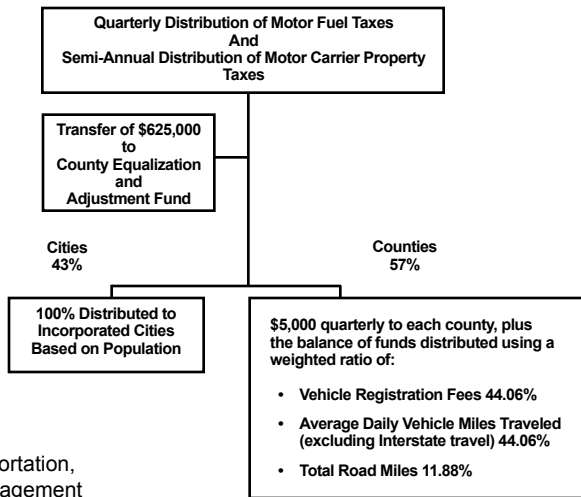 Quarterly Distribution of Motor Fuel Taxes
And
Semi-Annual Distribution of Motor Carrier Property
Taxes
Transfer of $625,000
to
County Equalization
and
Adjustment Fund
Cities
43%
Counties
57%
100% Distributed to
Incorporated Cities
Based on Population
$5,000 quarterly to each county, plus
the balance of funds distributed using a
weighted ratio of:
• Vehicle Registration Fees 44.06%
• Average Daily Vehicle Miles Traveled
(excluding Interstate travel) 44.06%
• Total Road Miles 11.88%
ortation,
agement